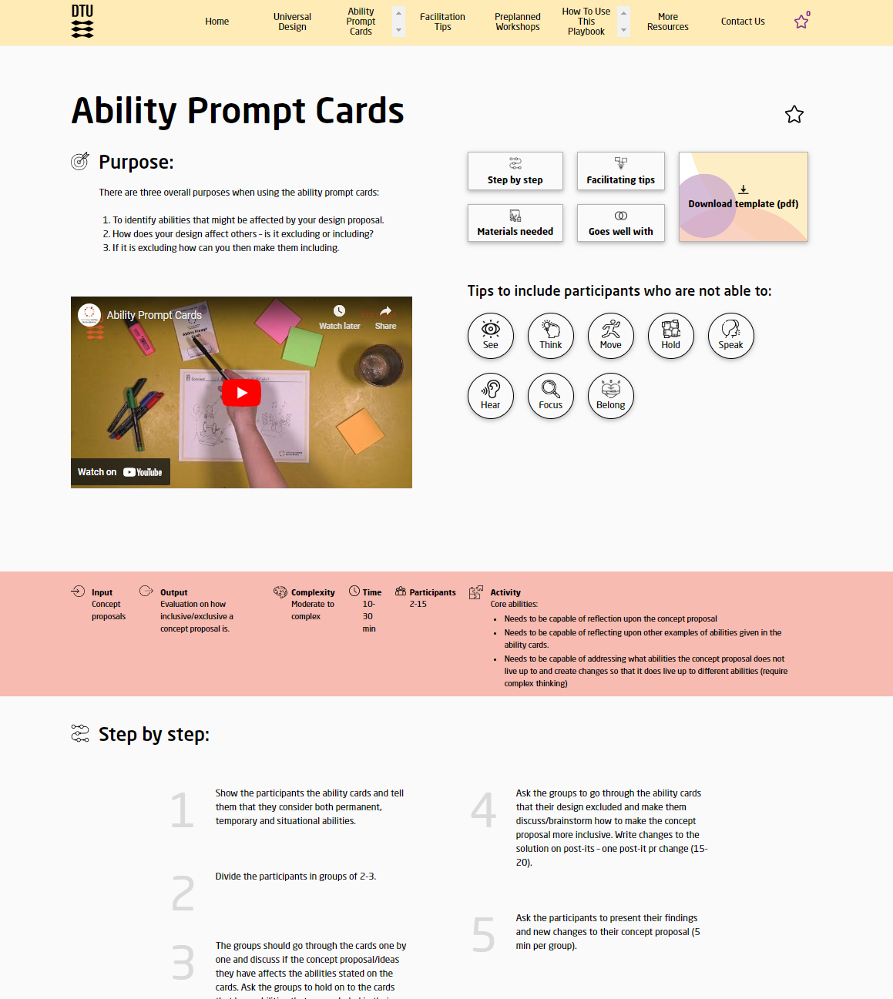 DTU
Home
Universal
Design
Ability
Prompt
Cards
Facilitation
Tips
Preplanned
Workshops
How To Use
This
Playbook
More
Resources
Contact Us
0
Ability Prompt Cards
Purpose:
There are three overall purposes when using the ability prompt cards:
1. To identify abilities that might be affected by your design proposal.
2. How does your design affect others – is it excluding or including?
3. If it is excluding how can you then make them including.
Step by step
Facilitating tips
Materials needed
Goes well with
Download template (pdf)
Ability Prompt Cards
Watch later
Share
Ability Prompt
Cards
Concept
Watch on YouTube
Tips to include participants who are not able to:
See
Think
Move
Hold
Speak
Hear
Focus
Belong
Input
Concept
proposals
Output
Evaluation on how
inclusive/exclusive a
concept proposal is.
Complexity
Moderate to
complex
Time
10-
30
min
Participants
2-15
Activity
Core abilities:
• Needs to be capable of reflection upon the concept proposal
• Needs to be capable of reflecting upon other examples of abilities given in the
ability cards.
• Needs to be capable of addressing what abilities the concept proposal does not
live up to and create changes so that it does live up to different abilities (require
complex thinking)
Step by step:
1
Show the participants the ability cards and tell
them that they consider both permanent,
temporary and situational abilities.
2
Divide the participants in groups of 2-3.
3
The groups should go through the cards one by
one and discuss if the concept proposal/ideas
they have affects the abilities stated on the
cards. Ask the groups to hold on to the cards
4
Ask the groups to go through the ability cards
that their design excluded and make them
discuss/brainstorm how to make the concept
proposal more inclusive. Write changes to the
solution on post-its – one post-it pr change (15-
20).
5
Ask the participants to present their findings
and new changes to their concept proposal (5
min per group).